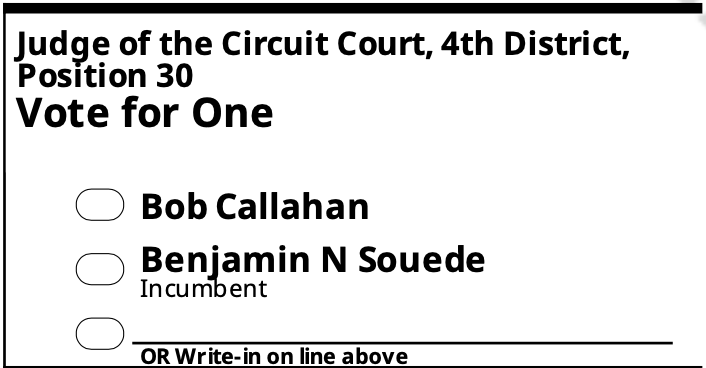 Judge of the Circuit Court, 4th District,
Position 30
Vote for One
Bob Callahan
Benjamin N Souede
Incumbent
OR Write-in on line above